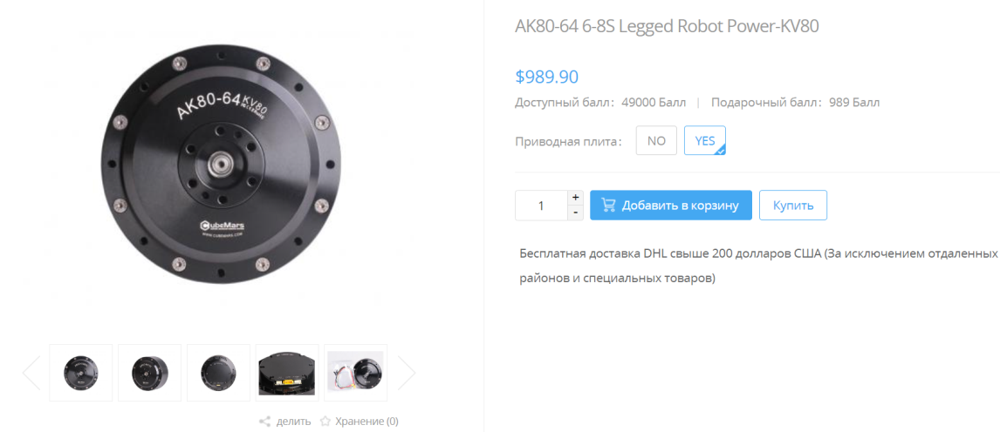 AK80-64 6-8S Legged Robot Power-KV80
$989.90
Доступный балл: 49000 Балл | Подарочный балл: 989 Балл
Приводная плита: NO YES
1 + -
Добавить в корзину
Купить
Бесплатная доставка DHL свыше 200 долларов США (За исключением отдаленных
районов и специальных товаров)
AK80-64 KV80
CubeMars
WWW.CUBEMARS.COM
делить Хранение (0)